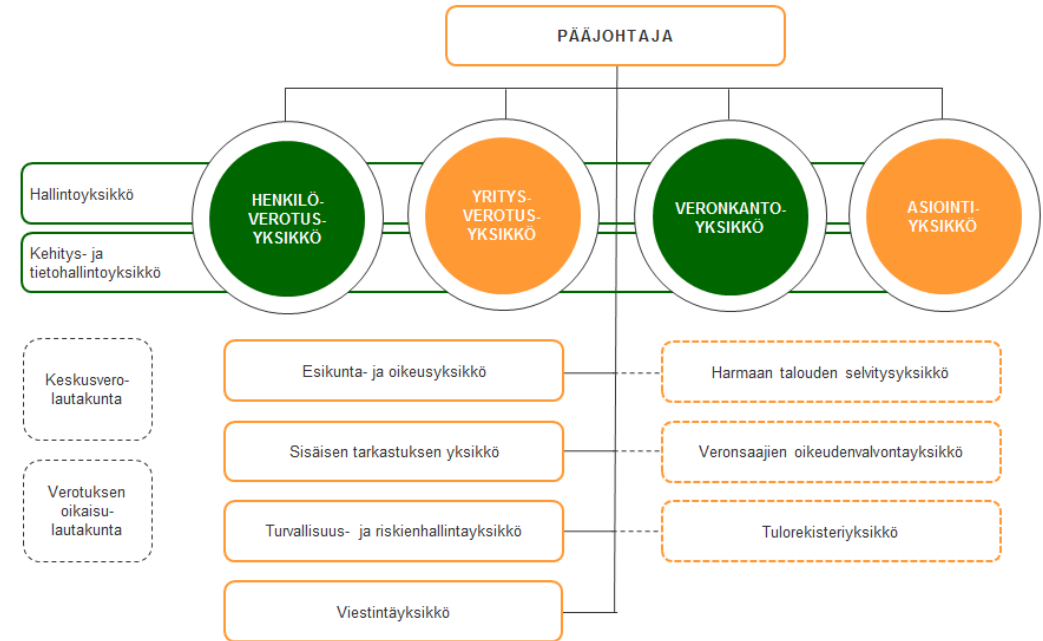 PÄÄJOHTAJA
HENKILÖ-
VEROTUS-
YKSIKKÖ
YRITYS-
VEROTUS-
YKSIKKÖ
VERONKANTO-
YKSIKKÖ
ASIOINTI-
YKSIKKÖ
Hallintoyksikkö
Kehitys- ja
tietohallintoyksikkö
Keskusvero-
lautakunta
Verotuksen
oikaisu-
lautakunta
Esikunta- ja oikeusyksikkö
Sisäisen tarkastuksen yksikkö
Turvallisuus- ja riskienhallintayksikkö
Viestintäyksikkö
Harmaan talouden selvitysyksikkö
Veronsaajien oikeudenvalvontayksikkö
Tulorekisteriyksikkö